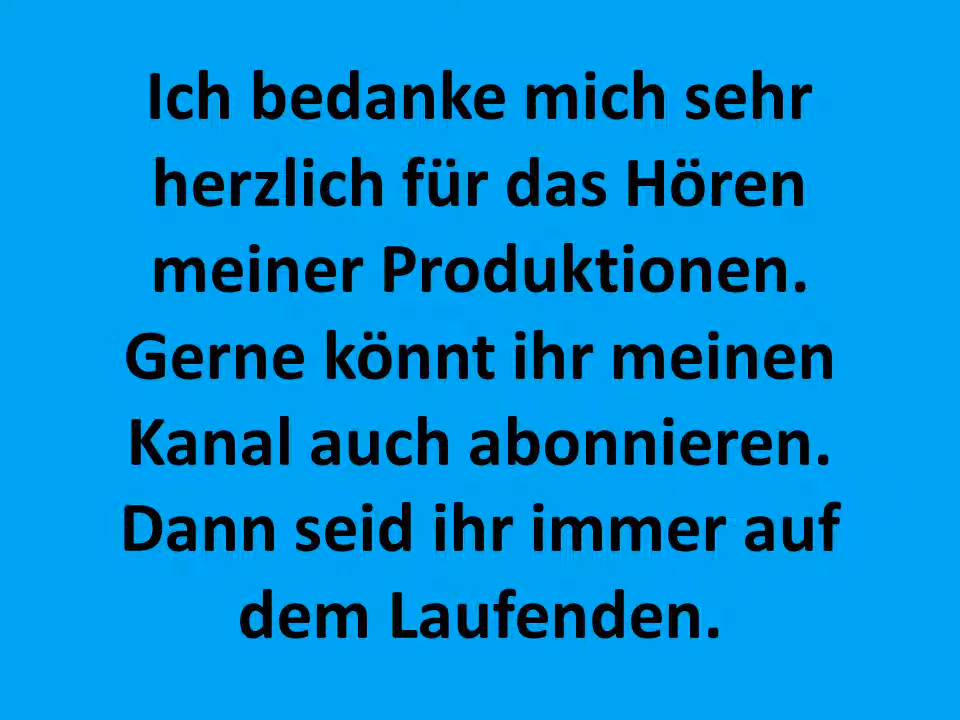 Ich bedanke mich sehr
herzlich für das Hören
meiner Produktionen.
Gerne könnt ihr meinen
Kanal auch abonnieren.
Dann seid ihr immer auf
dem Laufenden.